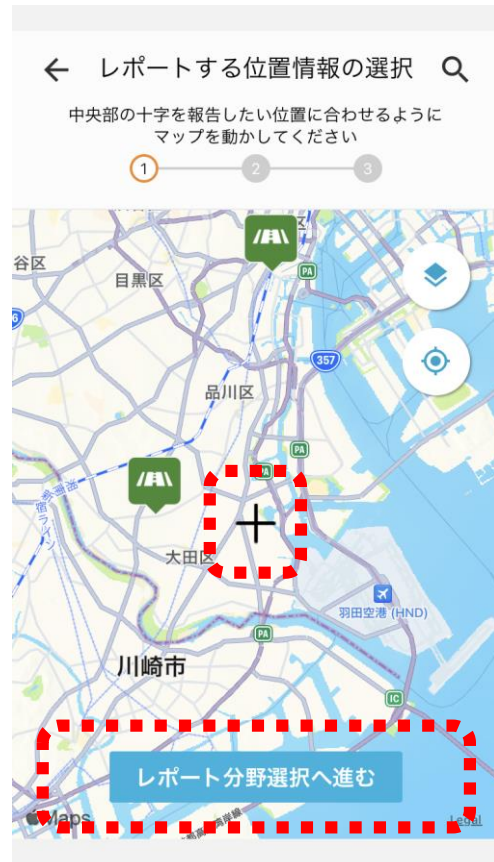 レポートする位置情報の選択
中央部の十字を報告したい位置に合わせるように
マップを動かしてください
1 2 3
区
谷区
目黒区
PA
357
品川区
PA
PA
大田区
羽田空港 (HND)
PA
川崎市
IC
レポート分野選択へ進む
Maps
Legal